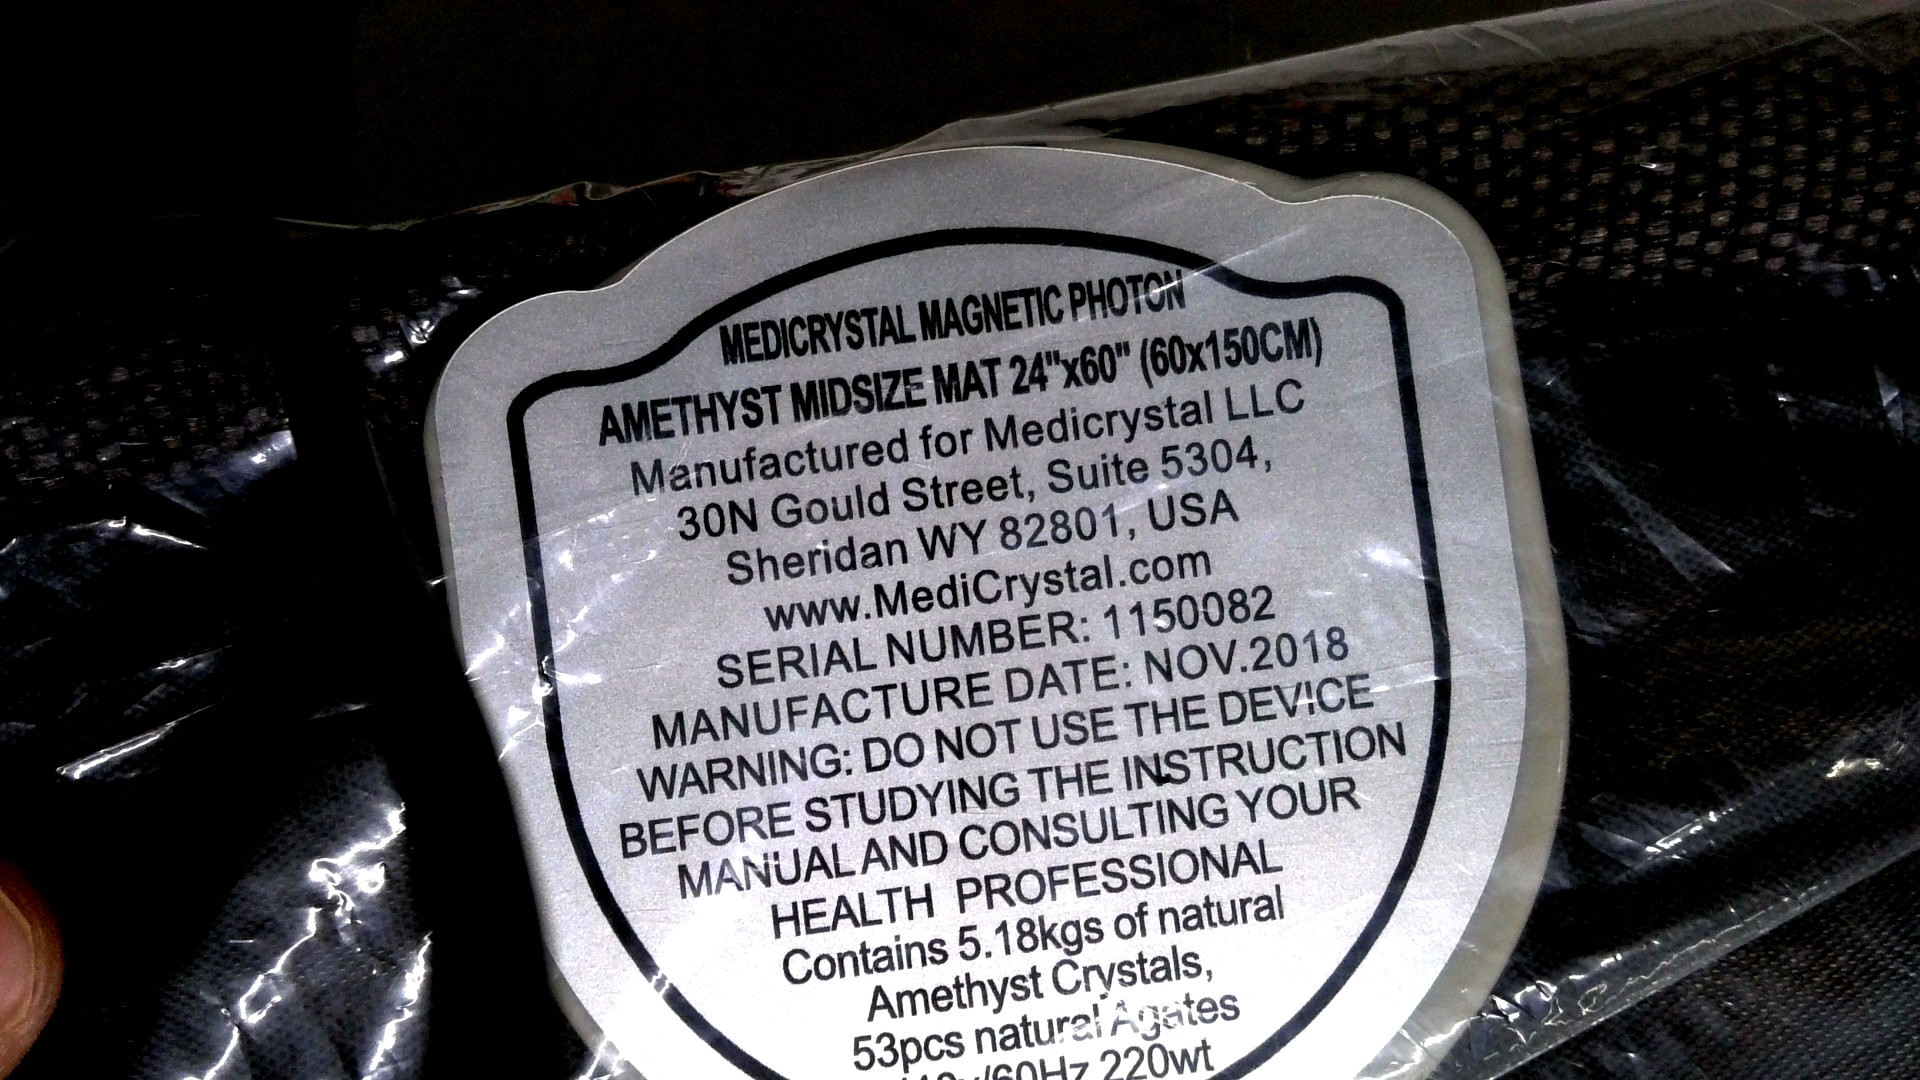 MEDICRYSTAL MAGNETIC PHOTON
AMETHYST MIDSIZE MAT 24"x60" (60x150CM)
Manufactured for Medicrystal LLC
30N Gould Street, Suite 5304,
Sheridan WY 82801, USA
www.MediCrystal.com
SERIAL NUMBER: 1150082
MANUFACTURE DATE: NOV.2018
WARNING: DO NOT USE THE DEVICE
BEFORE STUDYING THE INSTRUCTION
MANUAL AND CONSULTING YOUR
HEALTH PROFESSIONAL
Contains 5.18kgs of natural
Amethyst Crystals,
53pcs natural Agates
220wt